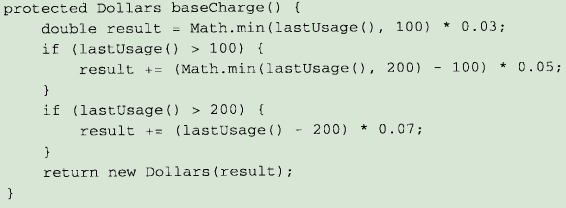 protected Dollars baseCharge() {
    double result = Math.min(lastUsage(), 100) * 0.03;
    if (lastUsage() > 100) {
        result += (Math.min(lastUsage(), 200) - 100) * 0.05;
    }
    if (lastUsage() > 200) {
        result += (lastUsage() - 200) * 0.07;
    }
    return new Dollars(result);
}